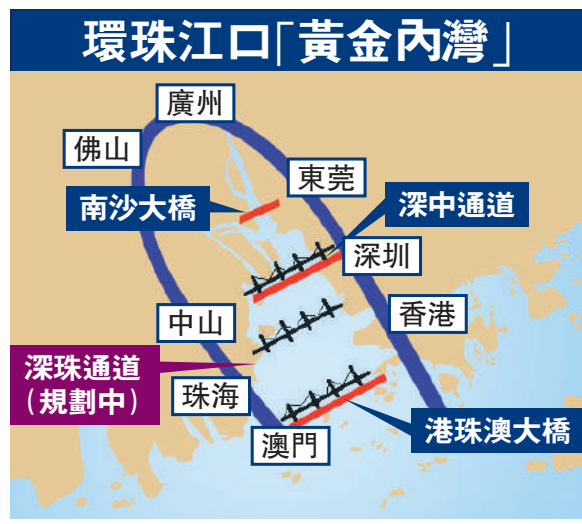 環珠江口「黃金內灣」
廣州
佛山
東莞
南沙大橋
深中通道
深圳
中山
香港
深珠通道
(規劃中)
珠海
港珠澳大橋
澳門